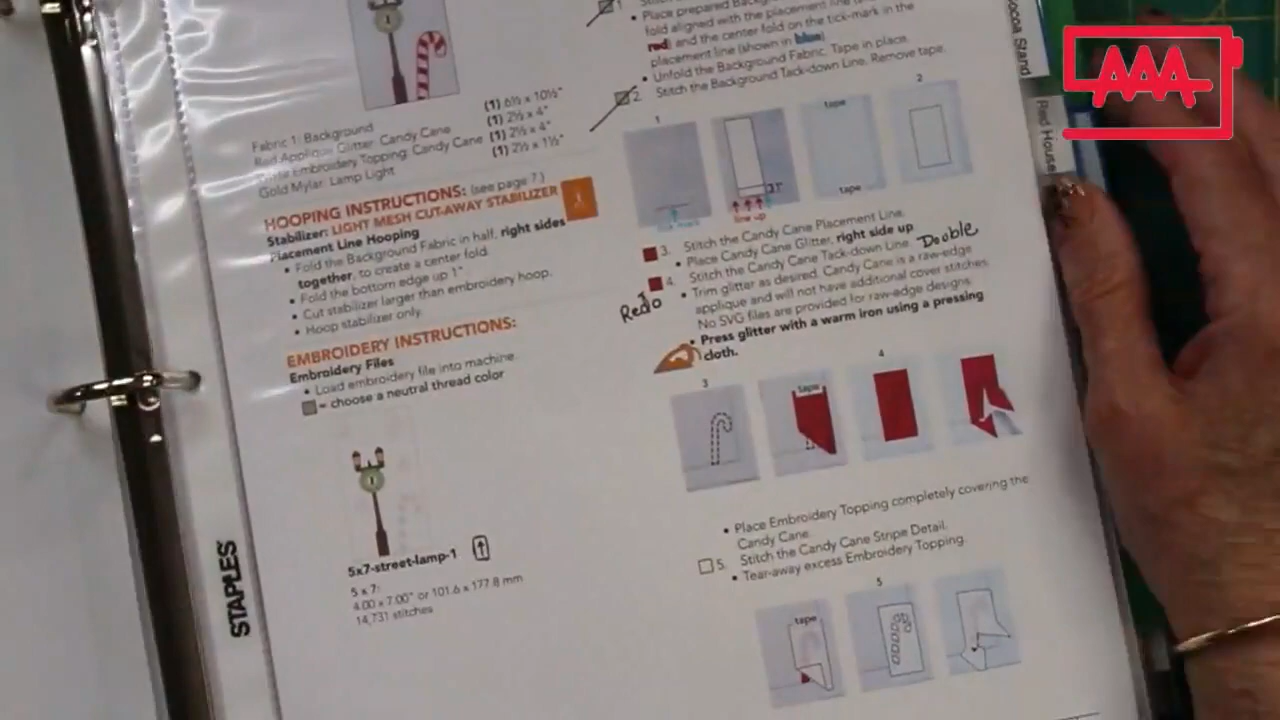 Fabric 1: Background (1) 6½ x 10½"
Red Applique Glitter: Candy Cane (1) 2½ x 4"
Embroidery Topping: Candy Cane (1) 2½ x 4"
Gold Mylar: Lamp Light (1) 2½ x 1½"
HOOPING INSTRUCTIONS: (see page 7.)
Stabilizer: LIGHT MESH CUT-AWAY STABILIZER
Placement Line Hooping
• Fold the Background Fabric in half, right sides
together, to create a center fold.
• Fold the bottom edge up 1"
• Cut stabilizer larger than embroidery hoop.
• Hoop stabilizer only.
EMBROIDERY INSTRUCTIONS:
Embroidery Files
• Load embroidery file into machine.
= choose a neutral thread color
5x7-street-lamp-1
5 x 7:
4.00 x 7.00" or 101.6 x 177.8 mm
14,731 stitches
STAPLES
1.
• Place prepared
fold aligned with the placement line
red) and the center fold on the tick-mark in the
placement line (shown in blue).
• Unfold the Background Fabric. Tape in place.
2. Stitch the Background Tack-down Line. Remove tape.
1 tape 2
1"
tape
line up
3. Stitch the Candy Cane Placement Line.
• Place Candy Cane Glitter, right side up
4. Stitch the Candy Cane Tack-down Line. Double
Redo
• Trim glitter as desired. Candy Cane is a raw-edge
applique and will not have additional cover stitches.
No SVG files are provided for raw-edge designs
• Press glitter with a warm iron using a pressing
cloth.
3 tape 4
• Place Embroidery Topping completely covering the
Candy Cane.
5. Stitch the Candy Cane Stripe Detail.
• Tear-away excess Embroidery Topping.
tape 5
Cocoa Stand
Red House